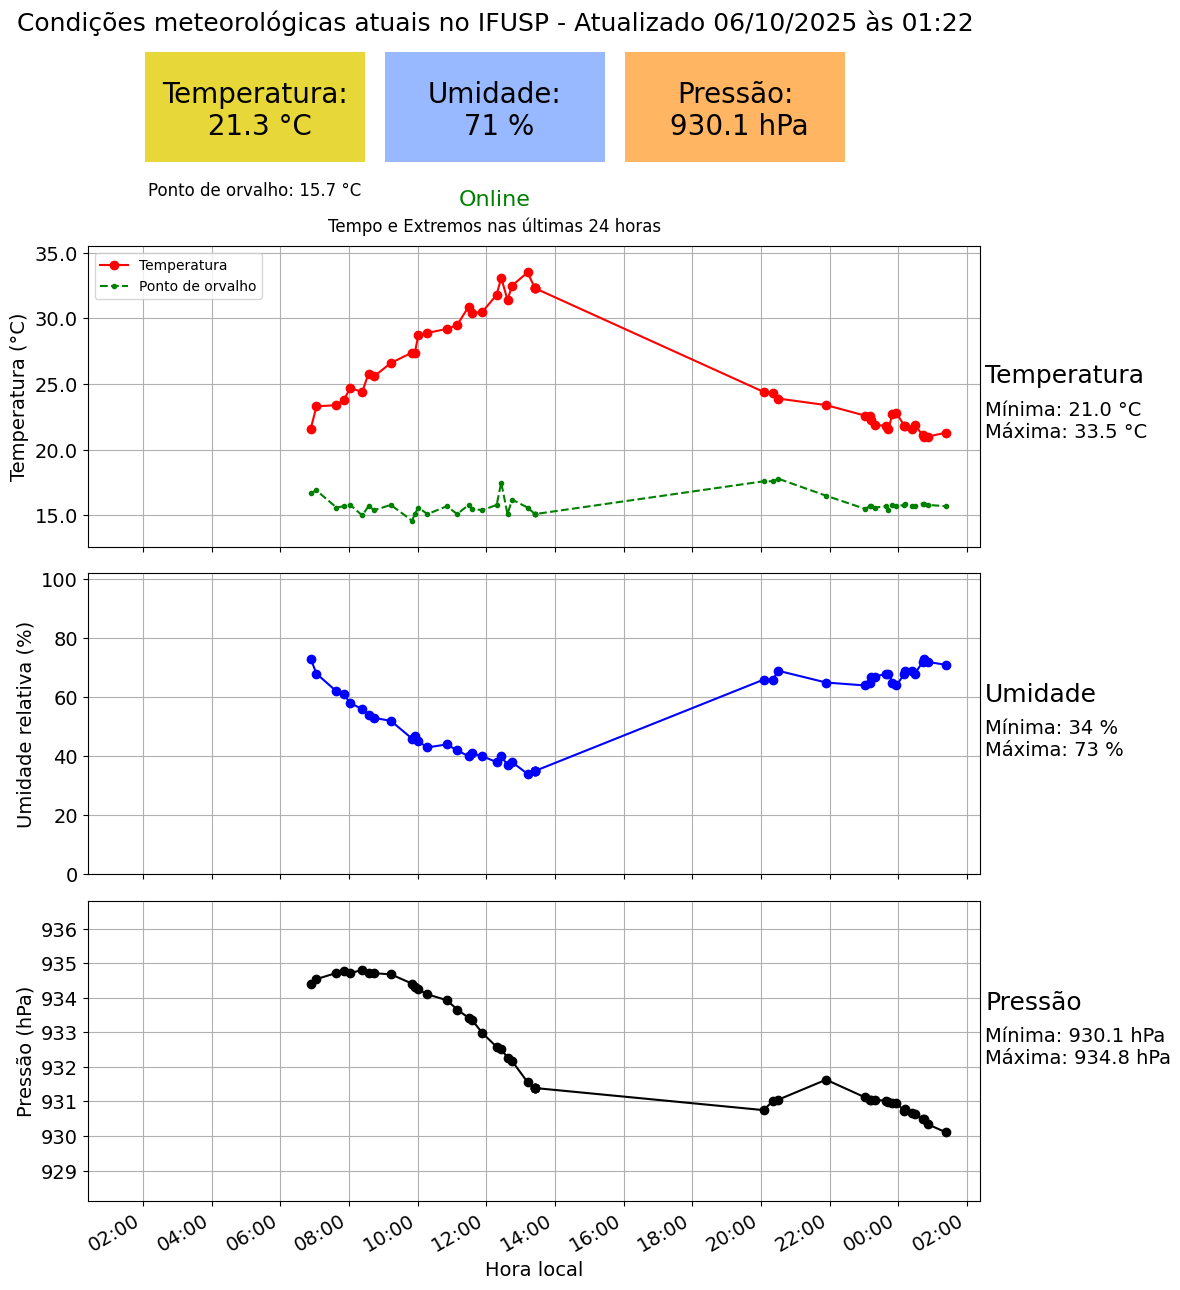 Condições meteorológicas atuais no IFUSP - Atualizado 06/10/2025 às 01:22
Temperatura:
21.3 °C
Umidade:
71 %
Pressão:
930.1 hPa
Ponto de orvalho: 15.7 °C
Online
Tempo e Extremos nas últimas 24 horas
Temperatura
Ponto de orvalho
Temperatura (°C)
35.0
30.0
25.0
20.0
15.0
Temperatura
Mínima: 21.0 °C
Máxima: 33.5 °C
Umidade relativa (%)
100
80
60
40
20
0
Umidade
Mínima: 34 %
Máxima: 73 %
Pressão (hPa)
936
935
934
933
932
931
930
929
Pressão
Mínima: 930.1 hPa
Máxima: 934.8 hPa
02:00 04:00 06:00 08:00 10:00 12:00 14:00 16:00 18:00 20:00 22:00 00:00 02:00
Hora local